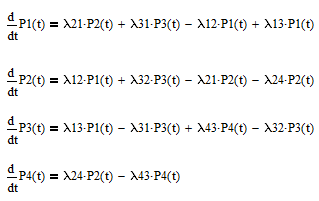 d/dt P1(t) = λ21·P2(t) + λ31·P3(t) − λ12·P1(t) + λ13·P1(t)
d/dt P2(t) = λ12·P1(t) + λ32·P3(t) − λ21·P2(t) − λ24·P2(t)
d/dt P3(t) = λ13·P1(t) − λ31·P3(t) + λ43·P4(t) − λ32·P3(t)
d/dt P4(t) = λ24·P2(t) − λ43·P4(t)